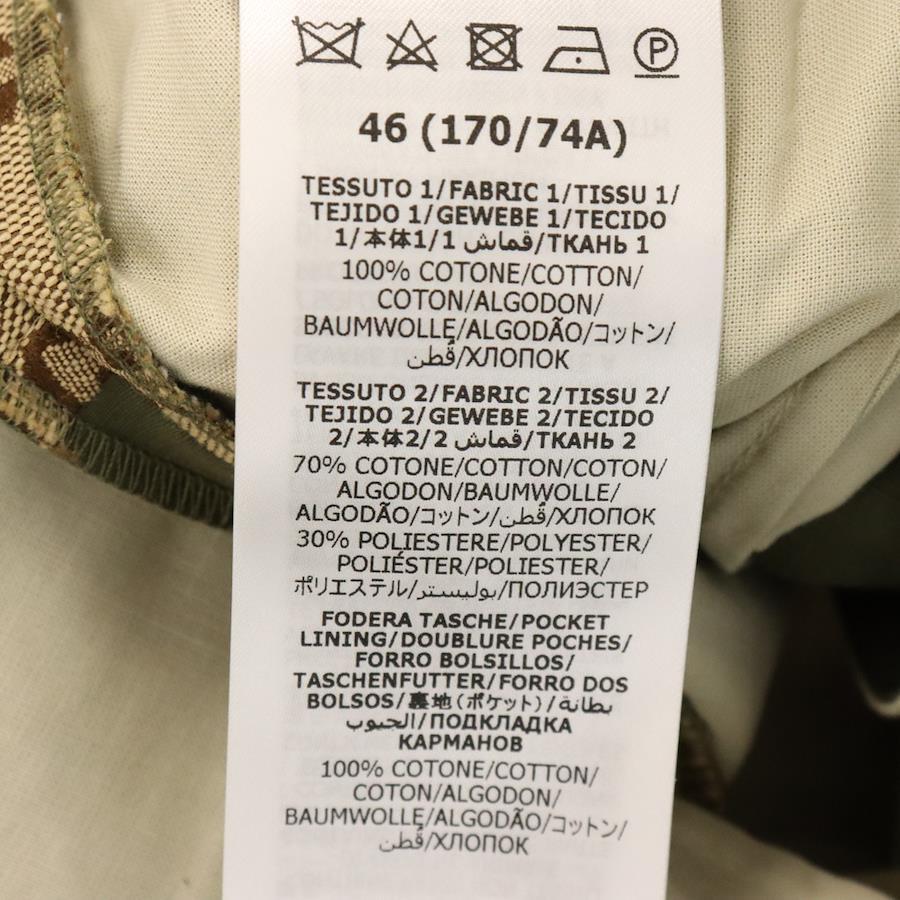 P
46 (170/74A)
TESSUTO 1/FABRIC 1/TISSU 1/
TEJIDO 1/GEWEBE 1/TECIDO
1/本体1/1 قماش/ТКАНЬ 1
100% COTONE/COTTON/
COTON/ALGODON/
BAUMWOLLE/ALGODÃO/コットン/
قُطن/ХЛОПОК
TESSUTO 2/FABRIC 2/TISSU 2/
TEJIDO 2/GEWEBE 2/TECIDO
2/本体2/2 قماش/ТКАНЬ 2
70% COTONE/COTTON/COTON/
ALGODON/BAUMWOLLE/
ALGODÃO/コットン/قُطن/ХЛОПОК
30% POLIESTERE/POLYESTER/
POLIÉSTER/POLIESTER/
ポリエステル/بوليستر/ПОЛИЭСТЕР
FODERA TASCHE/POCKET
LINING/DOUBLURE POCHES/
FORRO BOLSILLOS/
TASCHENFUTTER/FORRO DOS
BOLSOS/裏地(ポケット)/بطانة
الجيوب/ПОДКЛАДКА
КАРМАНОВ
100% COTONE/COTTON/
COTON/ALGODON/
BAUMWOLLE/ALGODÃO/コットン/
قُطن/ХЛОПОК